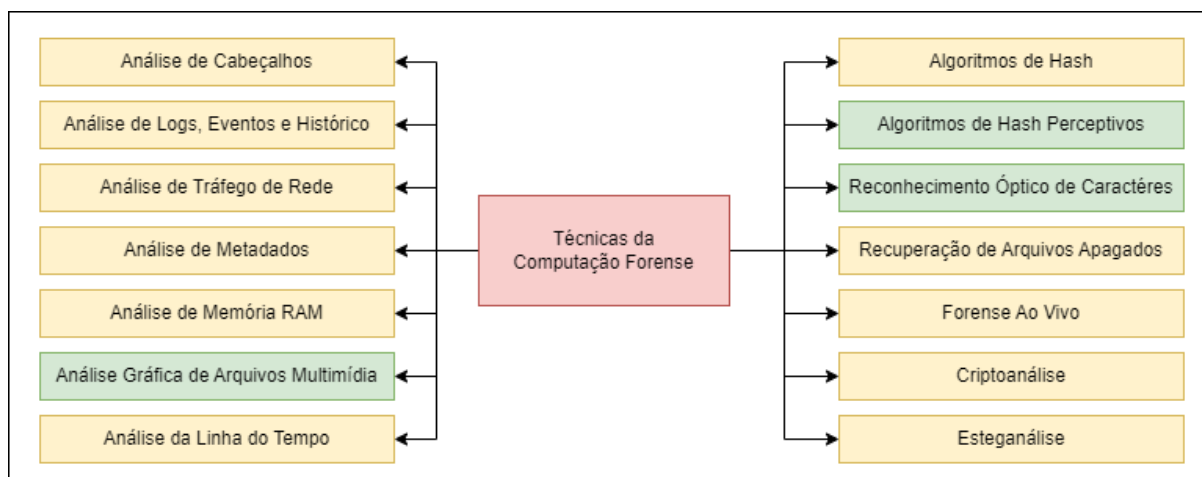 Análise de Cabeçalhos
Análise de Logs, Eventos e Histórico
Análise de Tráfego de Rede
Análise de Metadados
Análise de Memória RAM
Análise Gráfica de Arquivos Multimídia
Análise da Linha do Tempo
Técnicas da
Computação Forense
Algoritmos de Hash
Algoritmos de Hash Perceptivos
Reconhecimento Óptico de Caractéres
Recuperação de Arquivos Apagados
Forense Ao Vivo
Criptoanálise
Esteganálise